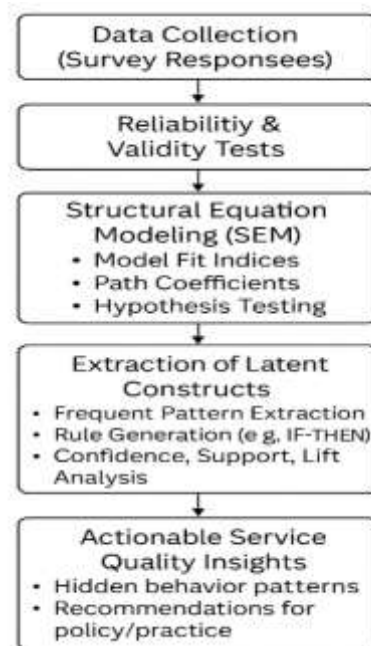 Data Collection
(Survey Responsees)
Reliabilitiy &
Validity Tests
Structural Equation
Modeling (SEM)
• Model Fit Indices
• Path Coefficients
• Hypothesis Testing
Extraction of Latent
Constructs
• Frequent Pattern Extraction
• Rule Generation (e g, IF-THEN)
• Confidence, Support, Lift
Analysis
Actionable Service
Quality Insights
• Hidden behavior patterns
• Recommendations for
policy/practice